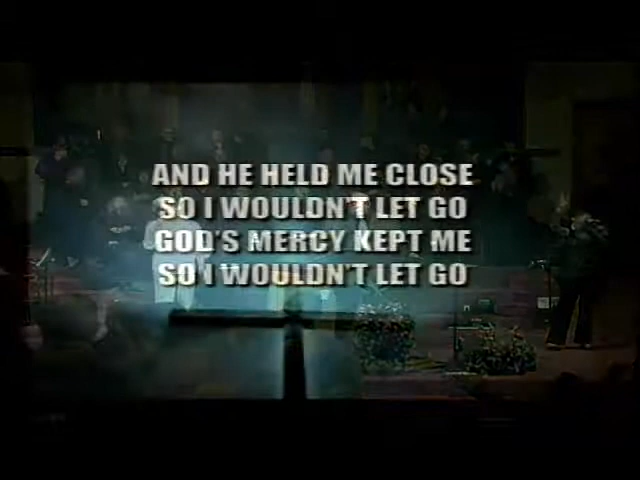 AND HE HELD ME CLOSE
SO I WOULDN'T LET GO
GOD'S MERCY KEPT ME
SO I WOULDN'T LET GO